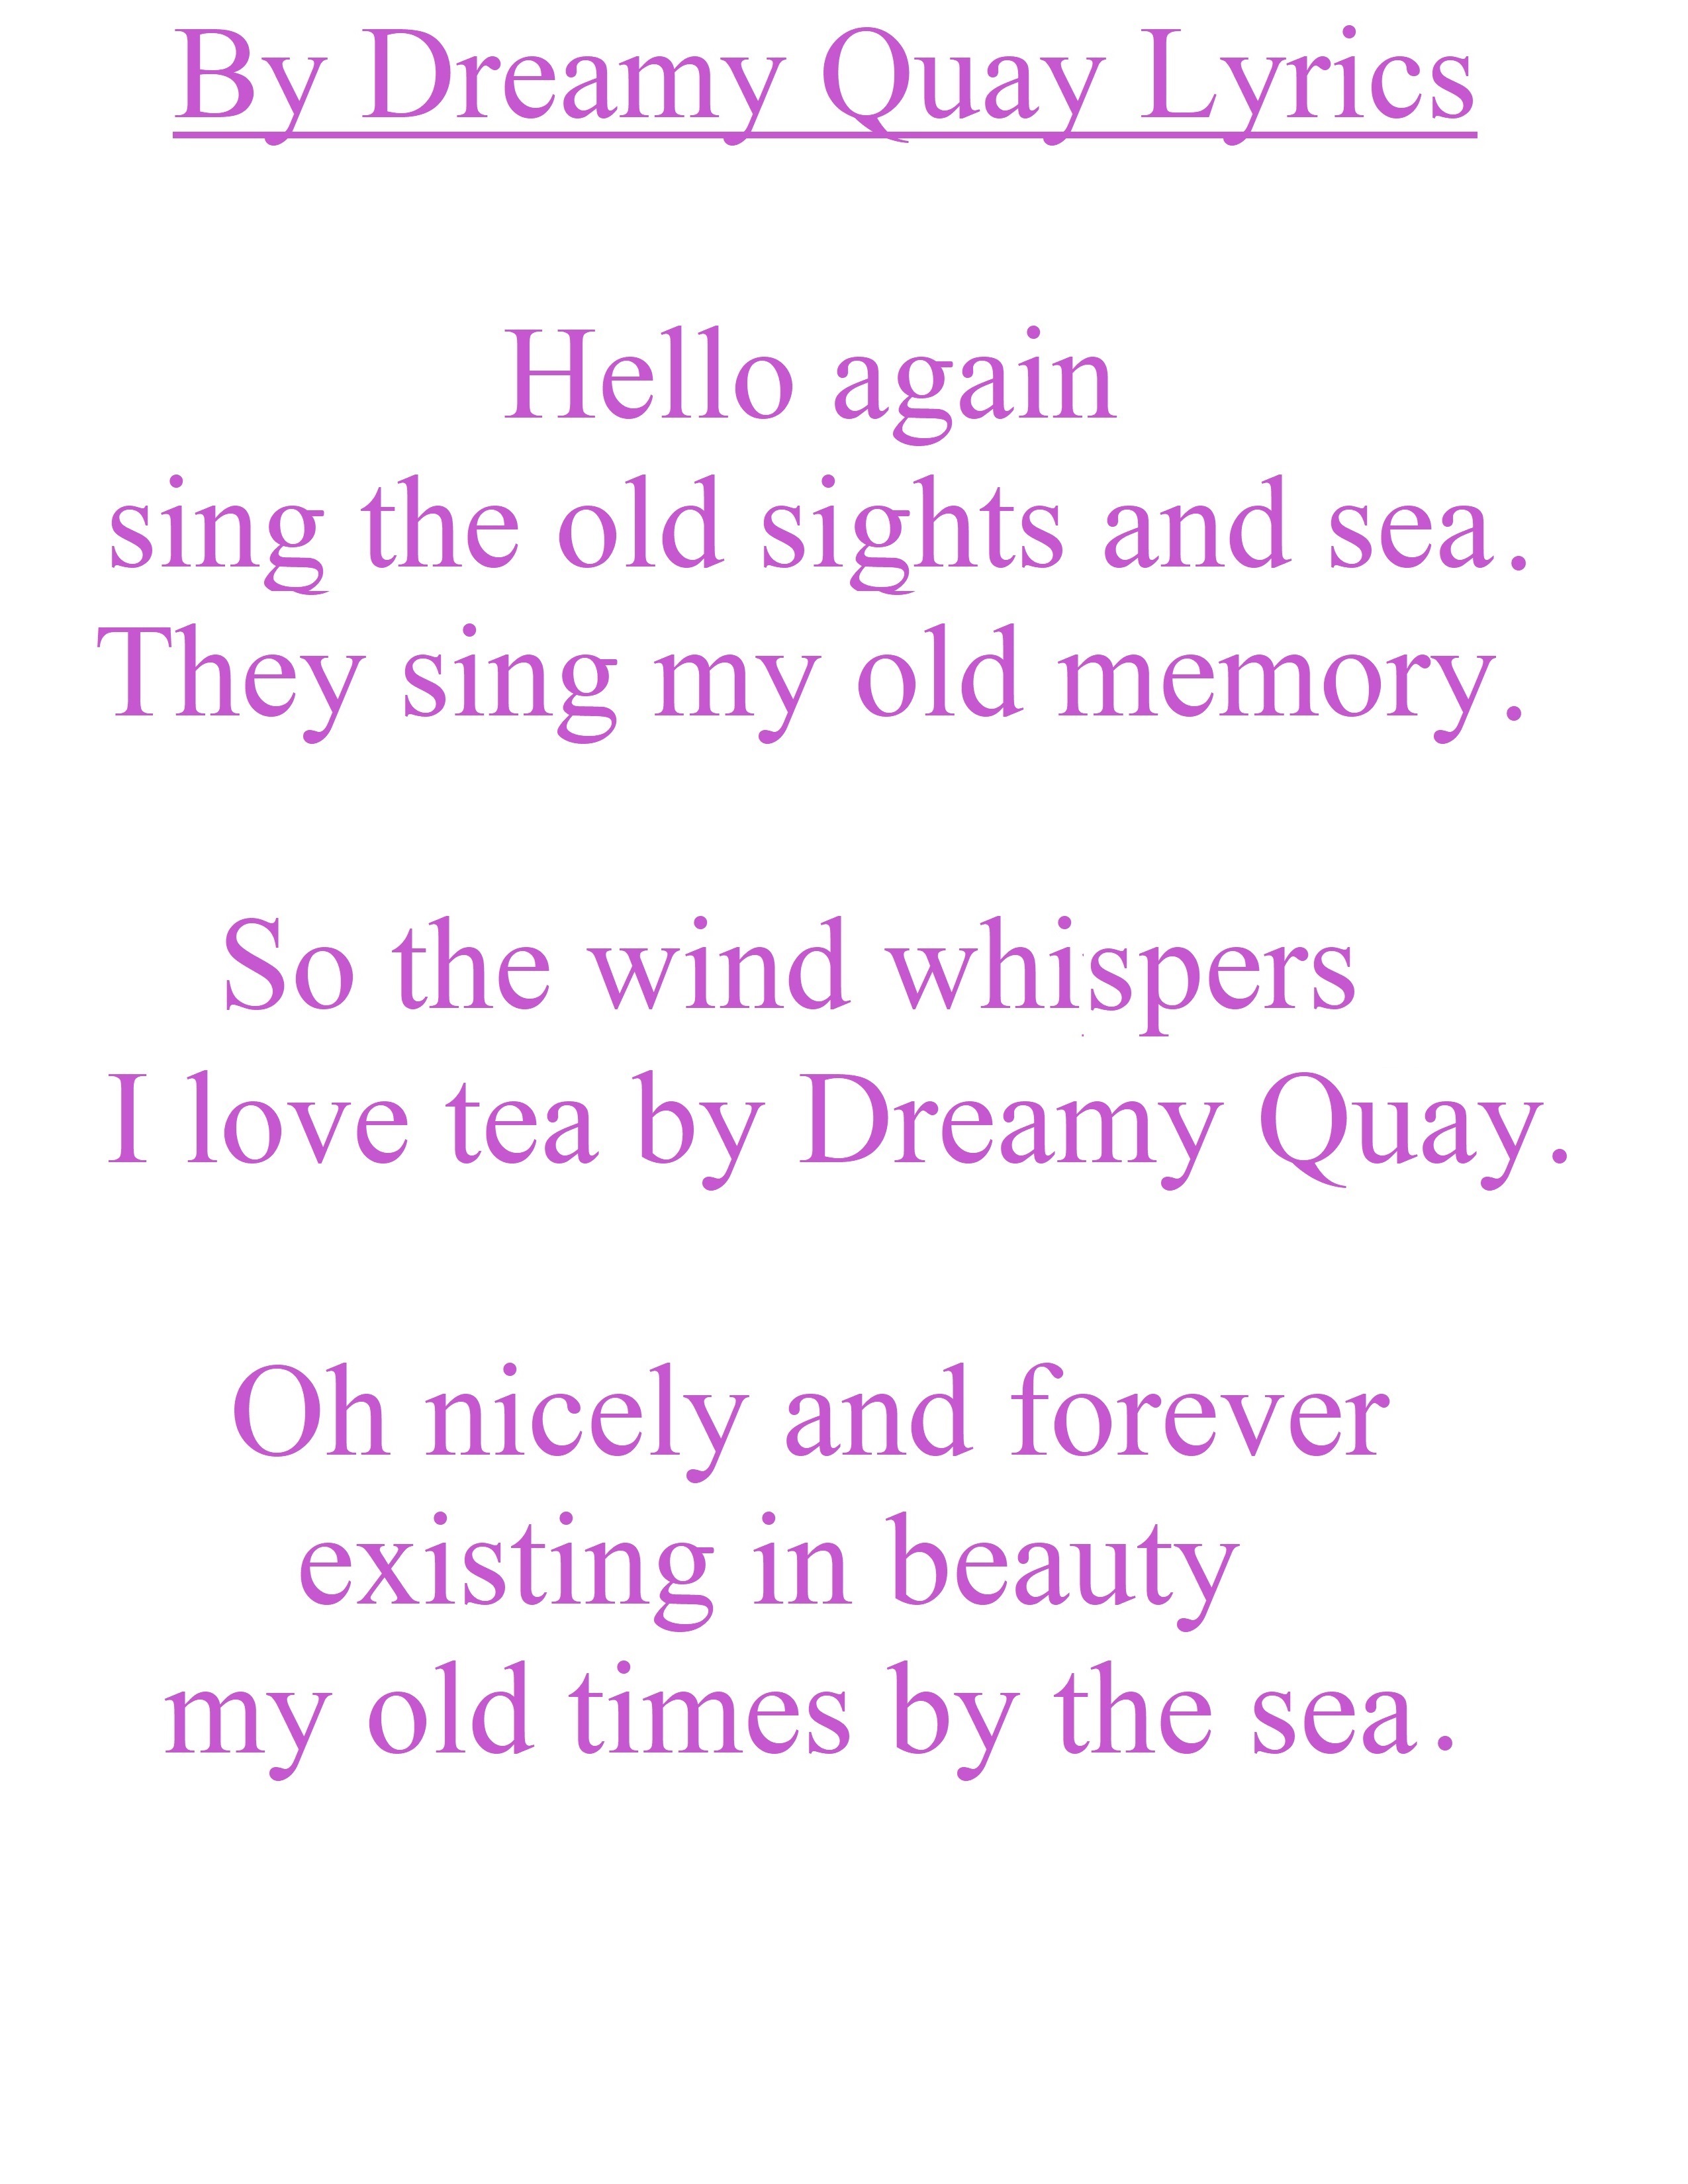 By Dreamy Quay Lyrics
Hello again
sing the old sights and sea.
They sing my old memory.
So the wind whispers
I love tea by Dreamy Quay.
Oh nicely and forever
existing in beauty
my old times by the sea.